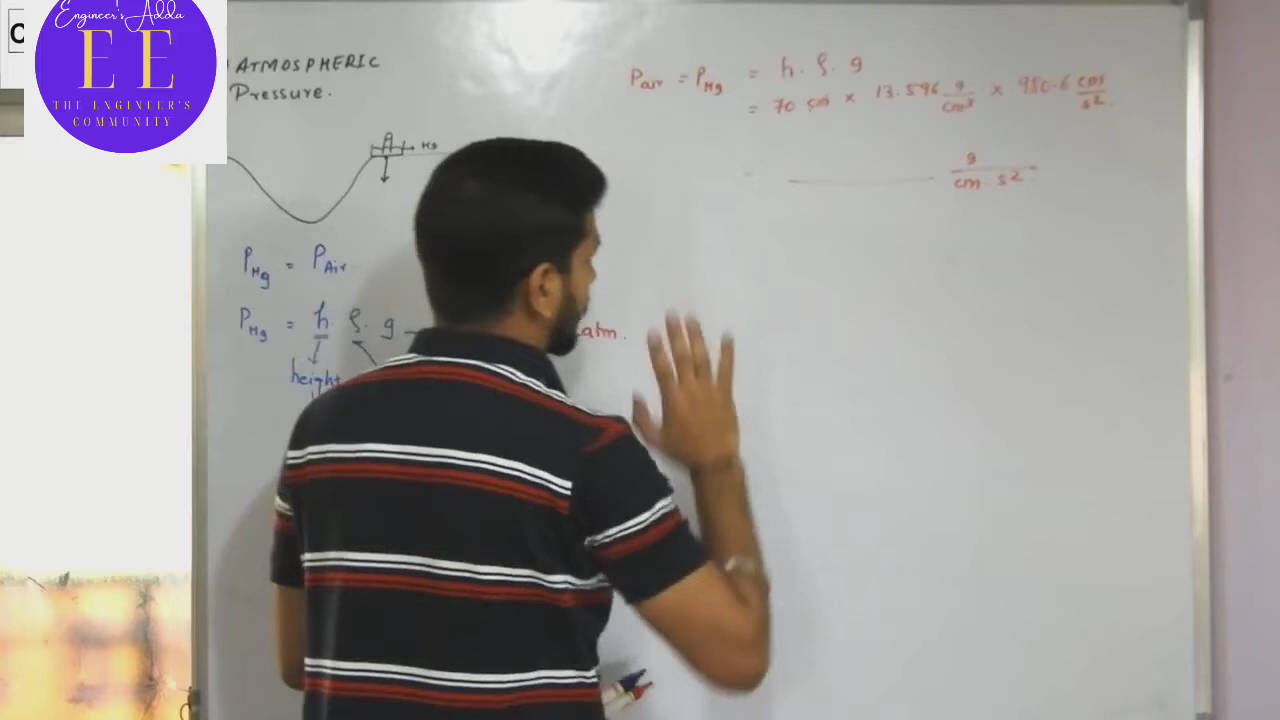 Engineer's Adda
EE
THE ENGINEER'S
COMMUNITY
ATMOSPHERIC
Pressure.
Hg
P_Hg = P_Air
P_Hg = h. ρ. g
atm.
height
P_air = P_Hg = h. ρ. g
= 70 cm × 13.596 g/cm³ × 980.6 cm/s²
g/cm. s²